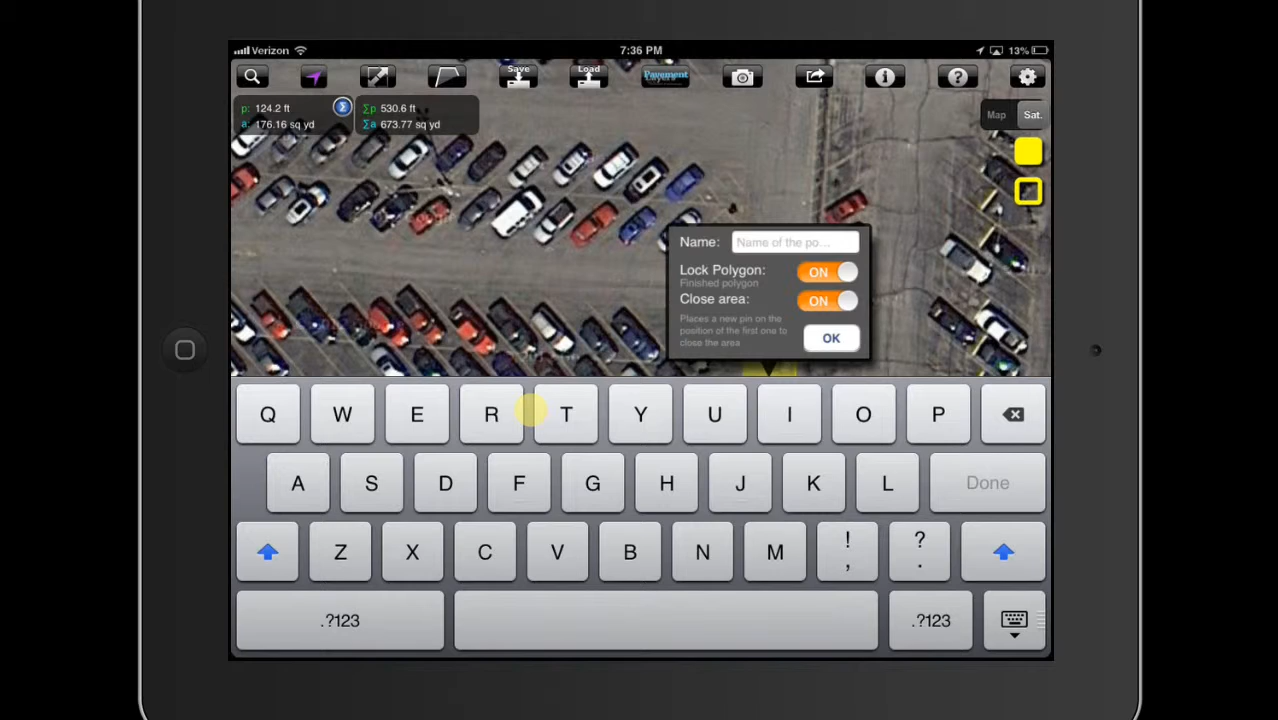 Verizon 7:36 PM 13%
Save Load Pavement Layers i ?
p: 124.2 ft Σ Σp 530.6 ft
a: 176.16 sq yd Σa 673.77 sq yd
Map Sat.
Name: Name of the po...
Lock Polygon: ON
Finished polygon
Close area: ON
Places a new pin on the
position of the first one to
close the area
OK
Q W E R T Y U I O P
A S D F G H J K L Done
Z X C V B N M ! , ? .
.?123 .?123